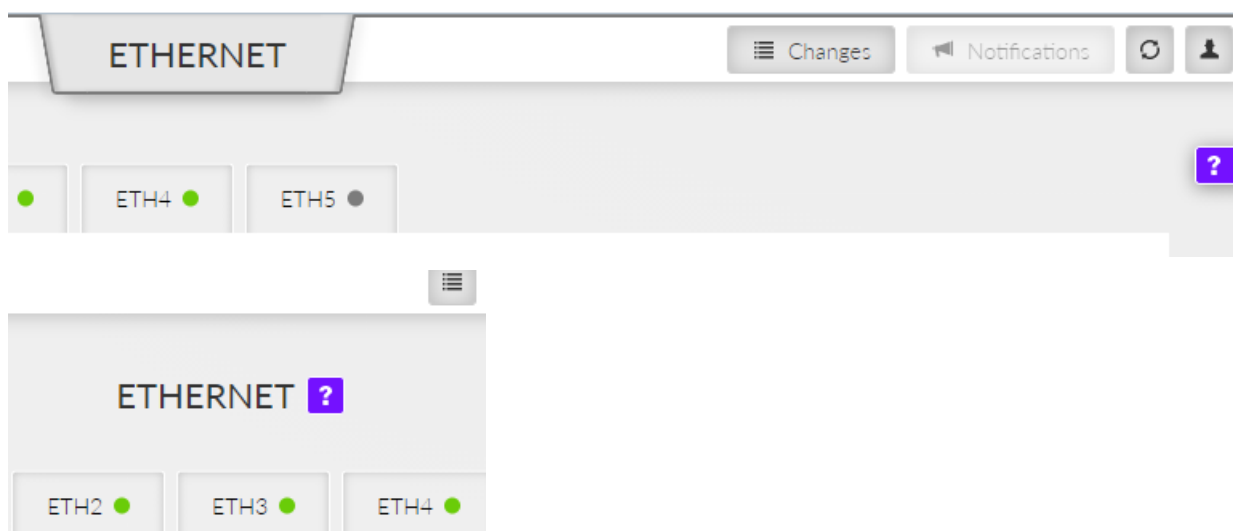 ETHERNET Changes Notifications
?
ETH4 ETH5
ETHERNET ?
ETH2 ETH3 ETH4